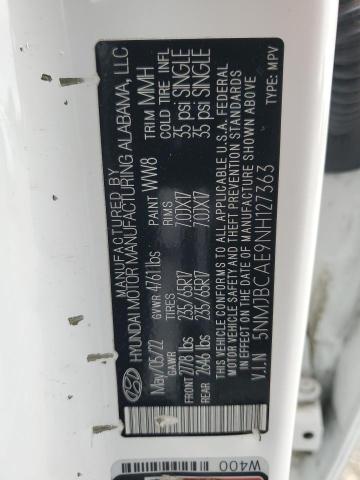 MANUFACTURED BY
HYUNDAI MOTOR MANUFACTURING ALABAMA, LLC
May/05/22 GVWR 4761lbs PAINT WW8 TRIM MMH
GAWR TIRES RIMS COLD TIRE INFL
FRONT 2778 lbs 235/65R17 7.0JX17 35 psi SINGLE
REAR 2646 lbs 235/65R17 7.0JX17 35 psi SINGLE
THIS VEHICLE CONFORMS TO ALL APPLICABLE U.S.A. FEDERAL
MOTOR VEHICLE SAFETY, BUMPER, AND THEFT PREVENTION STANDARDS
IN EFFECT ON THE DATE OF MANUFACTURE SHOWN ABOVE.
V.I.N 5NMJBCAE9NH127363 TYPE: MPV
W400